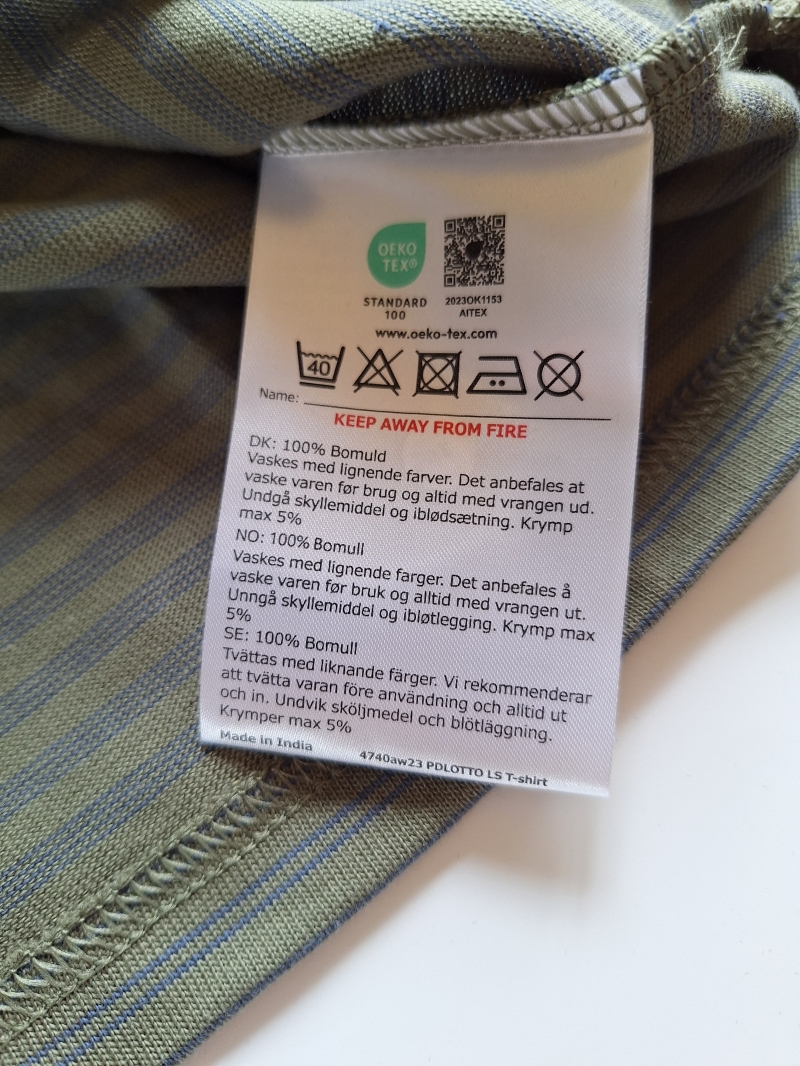 OEKO
TEX®
STANDARD
100
2023OK1153
AITEX
www.oeko-tex.com
40
Name:
KEEP AWAY FROM FIRE
DK: 100% Bomuld
Vaskes med lignende farver. Det anbefales at
vaske varen før brug og altid med vrangen ud.
Undgå skyllemiddel og iblødsætning. Krymp
max 5%
NO: 100% Bomull
Vaskes med lignende farger. Det anbefales å
vaske varen før bruk og alltid med vrangen ut.
Unngå skyllemiddel og ibløtlegging. Krymp max
5%
SE: 100% Bomull
Tvättas med liknande färger. Vi rekommenderar
att tvätta varan före användning och alltid ut
och in. Undvik sköljmedel och blötläggning.
Krymper max 5%
Made in India
4740aw23 PDLOTTO LS T-shirt